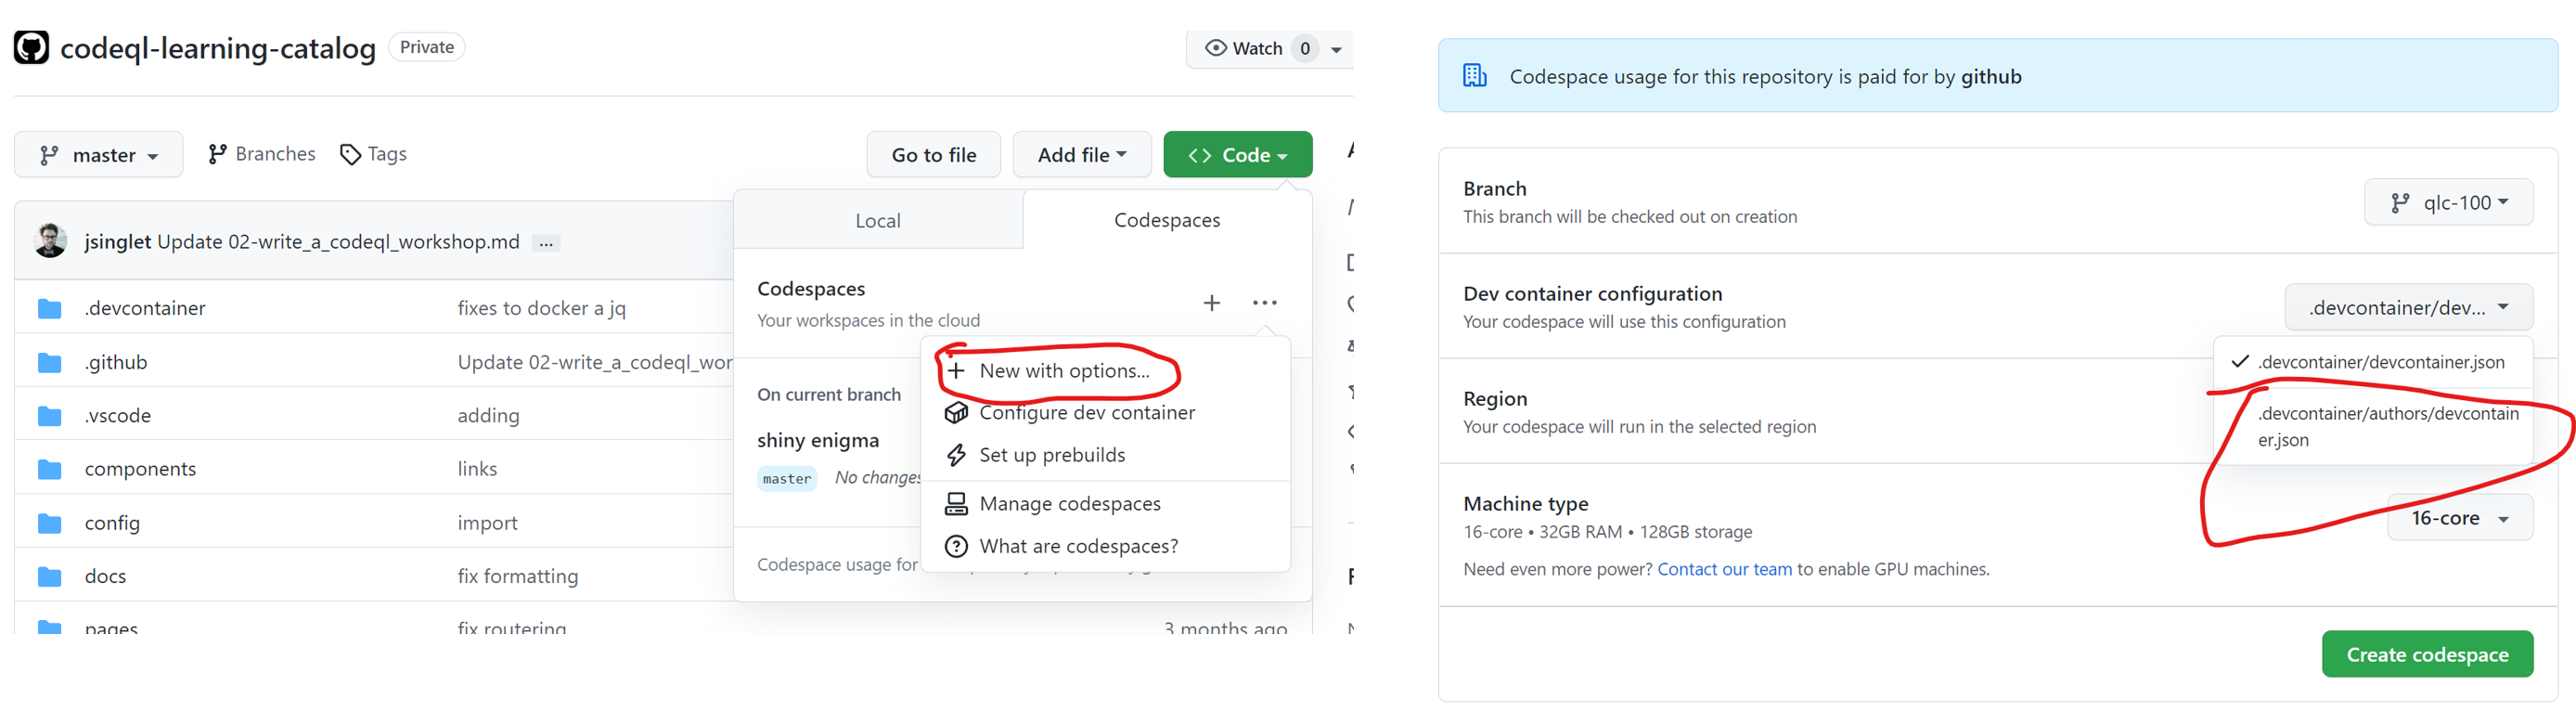 codeql-learning-catalog Private
Watch 0
master Branches Tags
Go to file Add file Code
jsinglet Update 02-write_a_codeql_workshop.md ...
.devcontainer fixes to docker a jq
.github Update 02-write_a_codeql_wor
.vscode adding
components links
config import
docs fix formatting
pages fix routing
3 months ago
Local Codespaces
Codespaces
Your workspaces in the cloud
On current branch
shiny enigma
master No changes
Codespace usage for
New with options...
Configure dev container
Set up prebuilds
Manage codespaces
What are codespaces?
Codespace usage for this repository is paid for by github
Branch
This branch will be checked out on creation
qlc-100
Dev container configuration
Your codespace will use this configuration
.devcontainer/dev...
.devcontainer/devcontainer.json
.devcontainer/authors/devcontain
er.json
Region
Your codespace will run in the selected region
Machine type
16-core • 32GB RAM • 128GB storage
16-core
Need even more power? Contact our team to enable GPU machines.
Create codespace